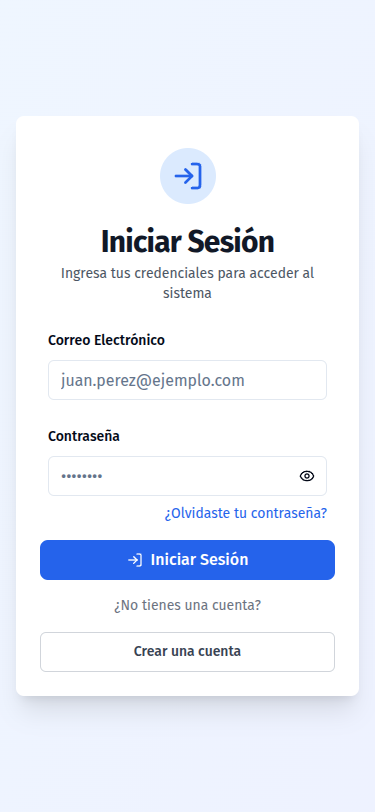 Iniciar Sesión
Ingresa tus credenciales para acceder al
sistema
Correo Electrónico
juan.perez@ejemplo.com
Contraseña
••••••••
¿Olvidaste tu contraseña?
Iniciar Sesión
¿No tienes una cuenta?
Crear una cuenta